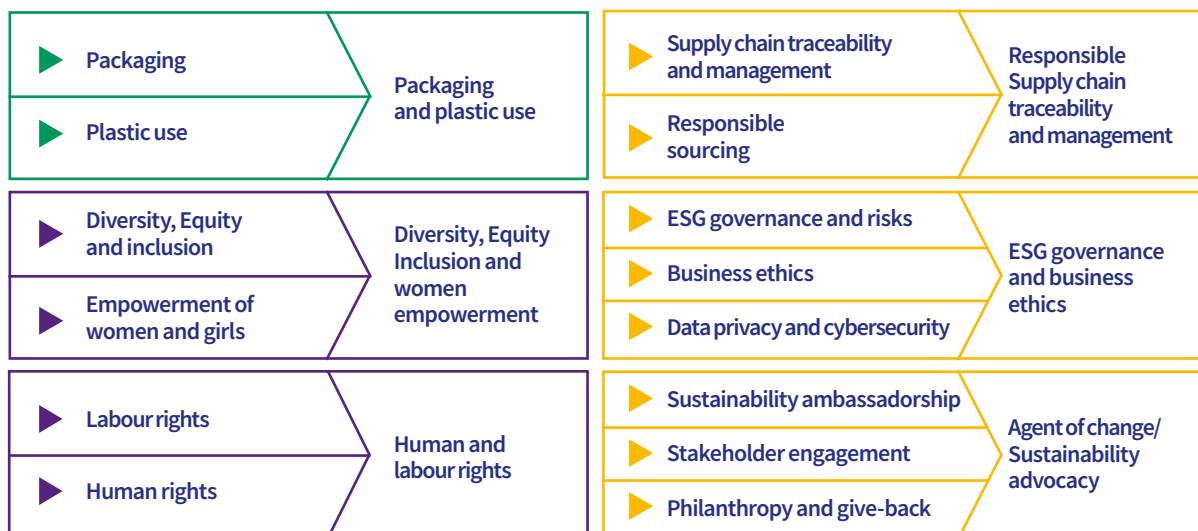 Packaging
Plastic use
Packaging
and plastic use
Supply chain traceability
and management
Responsible
sourcing
Responsible
Supply chain
traceability
and management
Diversity, Equity
and inclusion
Empowerment of
women and girls
Diversity, Equity
Inclusion and
women
empowerment
ESG governance and risks
Business ethics
Data privacy and cybersecurity
ESG governance
and business
ethics
Labour rights
Human rights
Human and
labour rights
Sustainability ambassadorship
Stakeholder engagement
Philanthropy and give-back
Agent of change/
Sustainability
advocacy